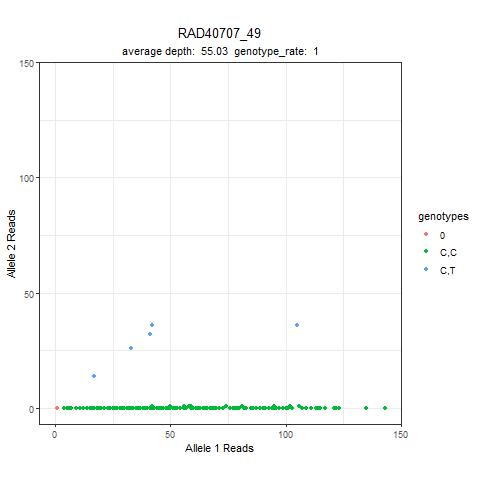 RAD40707_49
average depth:  55.03  genotype_rate:  1
150
100
50
0
Allele 2 Reads
0
50
100
150
Allele 1 Reads
genotypes
0
C,C
C,T